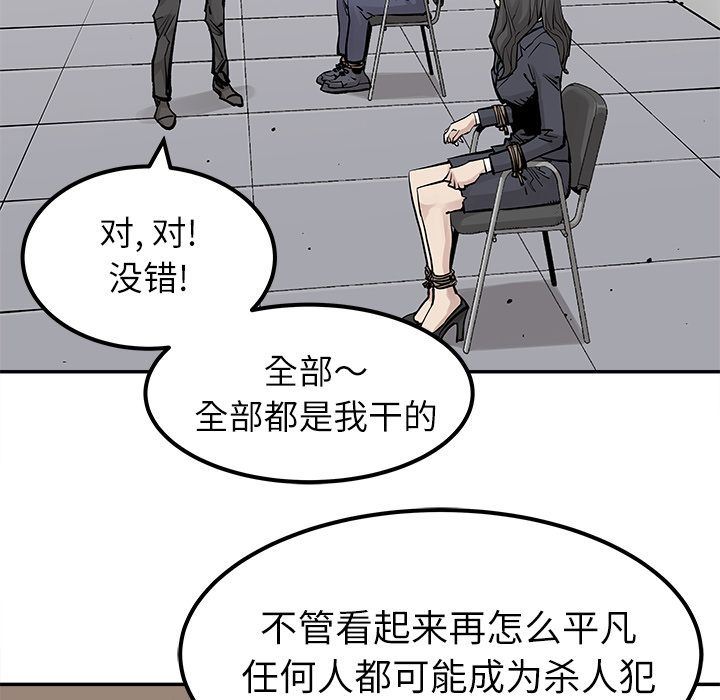 对, 对!
没错!
全部～
全部都是我干的
不管看起来再怎么平凡
任何人都可能成为杀人犯